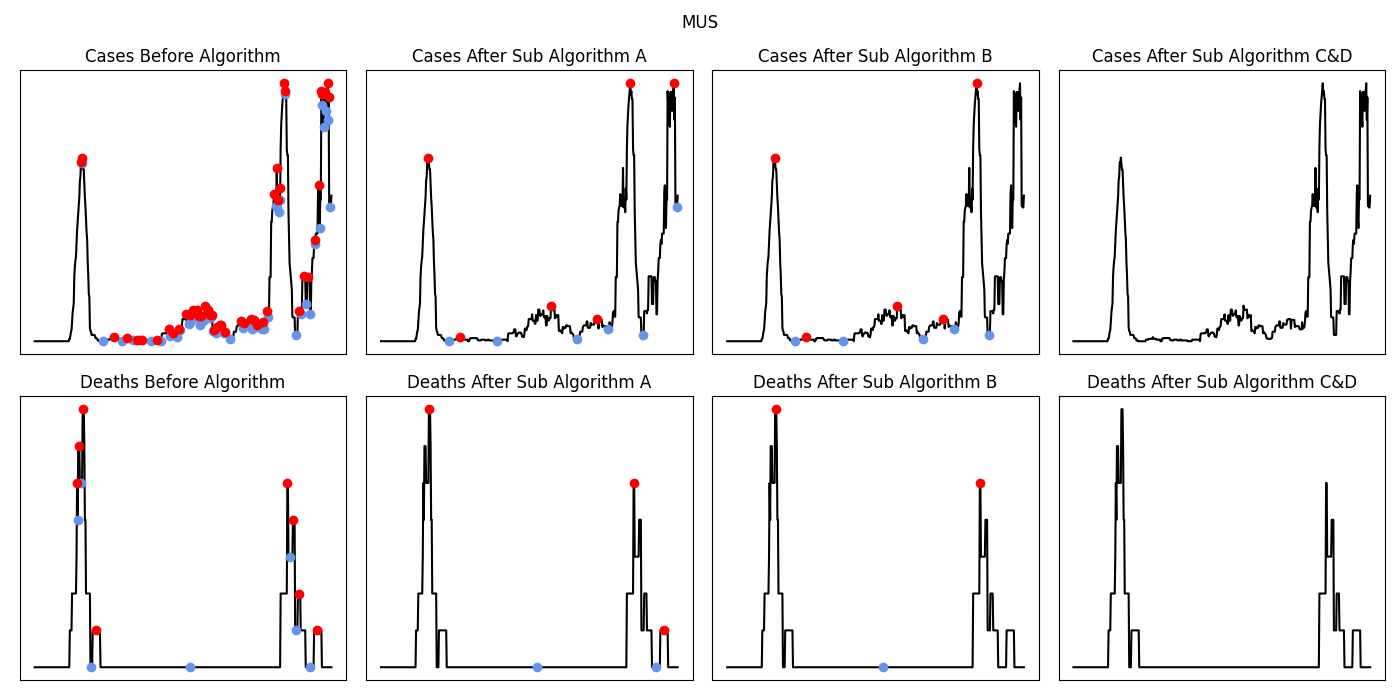 MUS
Cases Before Algorithm
Cases After Sub Algorithm A
Cases After Sub Algorithm B
Cases After Sub Algorithm C&D
Deaths Before Algorithm
Deaths After Sub Algorithm A
Deaths After Sub Algorithm B
Deaths After Sub Algorithm C&D